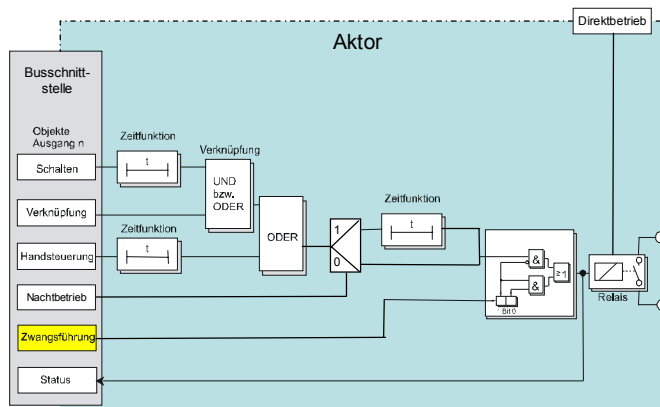 Direktbetrieb
Aktor
Busschnitt-
stelle
Objekte
Ausgang n
Zeitfunktion
Verknüpfung
Schalten
t
UND
bzw.
ODER
Zeitfunktion
Verknüpfung
Zeitfunktion
ODER
1
t
Handsteuerung
t
0
&
≥1
&
Nachtbetrieb
1 Bit 0
Relais
Zwangsführung
Status